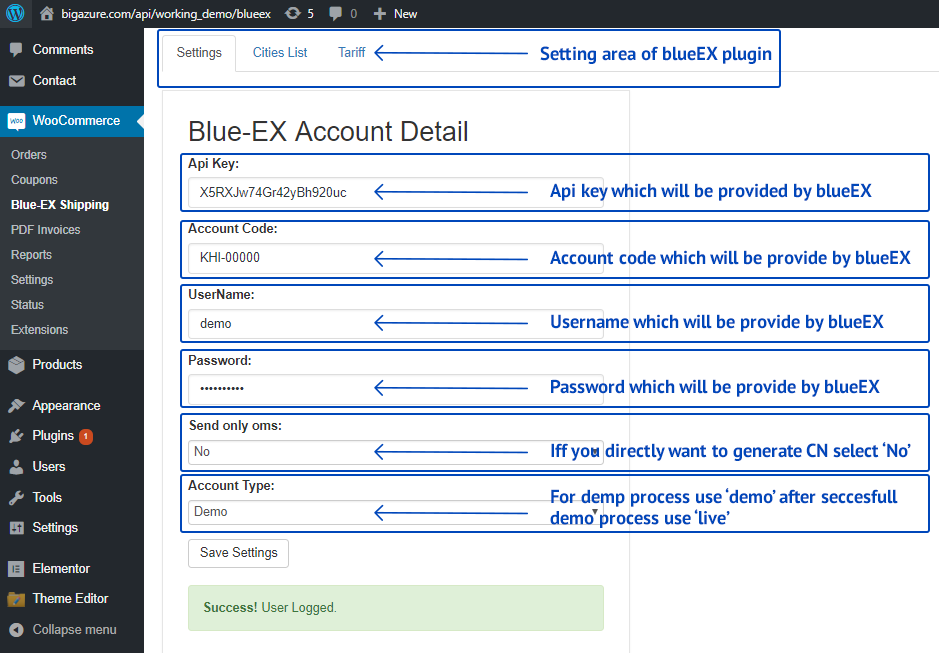 bigazure.com/api/working_demo/blueex 5 0 New
Comments
Contact
WOO WooCommerce
Orders
Coupons
Blue-EX Shipping
PDF Invoices
Reports
Settings
Status
Extensions
Products
Appearance
Plugins 1
Users
Tools
Settings
Elementor
Theme Editor
Collapse menu
Settings Cities List Tariff Setting area of blueEX plugin
Blue-EX Account Detail
Api Key:
X5RXJw74Gr42yBh920uc Api key which will be provided by blueEX
Account Code:
KHI-00000 Account code which will be provide by blueEX
UserName:
demo Username which will be provide by blueEX
Password:
•••••••••• Password which will be provide by blueEX
Send only oms:
No Iff you directly want to generate CN select ‘No’
Account Type:
Demo For demp process use ‘demo’ after seccesfull
demo process use ‘live’
Save Settings
Success! User Logged.